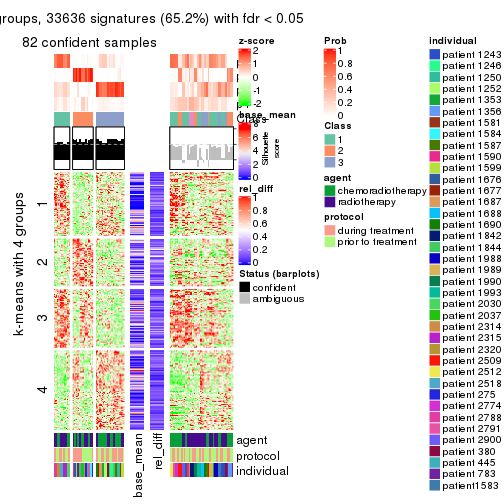 groups, 33636 signatures (65.2%) with fdr < 0.05
82 confident samples
k-means with 4 groups
1
2
3
4
Class
Silhouette
score
agent
protocol
individual
base_mean
rel_diff
z-score
2
1
0
-1
-2
base_mean
8
6
4
2
0
rel_diff
1
0.8
0.6
0.4
0.2
0
Status (barplots)
confident
ambiguous
Prob
1
0.8
0.6
0.4
0.2
0
Class
1
2
3
agent
chemoradiotherapy
radiotherapy
protocol
during treatment
prior to treatment
individual
patient 1243
patient 1246
patient 1250
patient 1252
patient 1353
patient 1356
patient 1581
patient 1584
patient 1587
patient 1590
patient 1599
patient 1676
patient 1677
patient 1687
patient 1688
patient 1690
patient 1842
patient 1844
patient 1988
patient 1989
patient 1990
patient 1993
patient 2030
patient 2037
patient 2314
patient 2315
patient 2320
patient 2509
patient 2512
patient 2518
patient 275
patient 2774
patient 2788
patient 2791
patient 2900
patient 380
patient 445
patient 783
patient1583